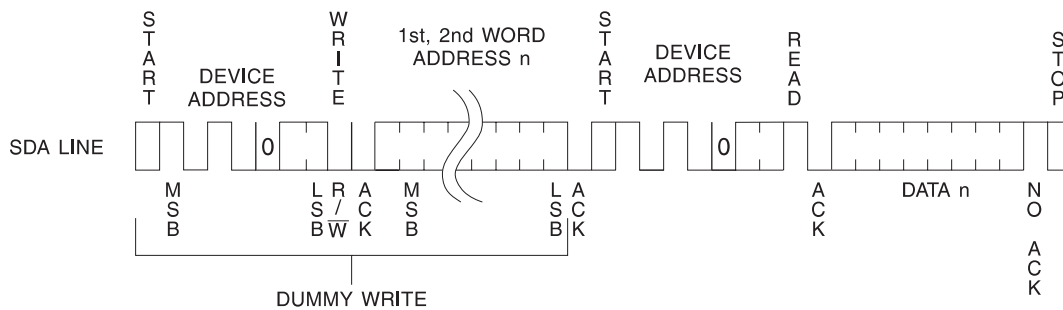 START
WRITE
1st, 2nd WORD
ADDRESS n
START
READ
STOP
DEVICE
ADDRESS
DEVICE
ADDRESS
SDA LINE
0
0
MSB
LSB
R/W
ACK
MSB
LSB
ACK
ACK
DATA n
NO ACK
DUMMY WRITE